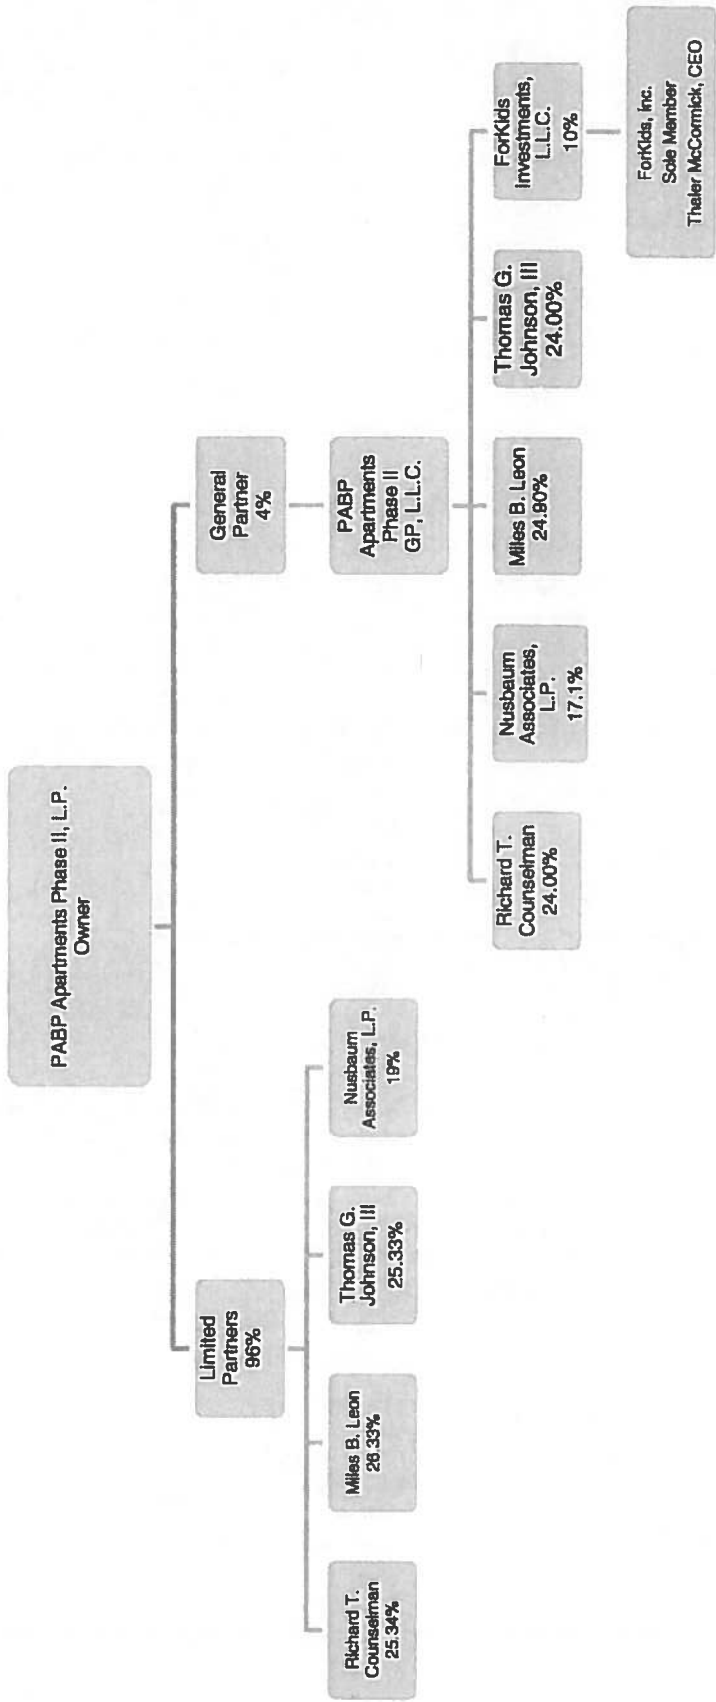 PABP Apartments Phase II, L.P.
Owner
Limited
Partners
96%
General
Partner
4%
Richard T.
Counselman
25.34%
Miles B. Leon
26.33%
Thomas G.
Johnson, III
25.33%
Nusbaum
Associates, L.P.
19%
PABP
Apartments
Phase II
GP, L.L.C.
Richard T.
Counselman
24.00%
Nusbaum
Associates,
L.P.
17.1%
Miles B. Leon
24.90%
Thomas G.
Johnson, III
24.00%
ForKids
Investments,
L.L.C.
10%
ForKids, Inc.
Sole Member
Thaler McCormick, CEO